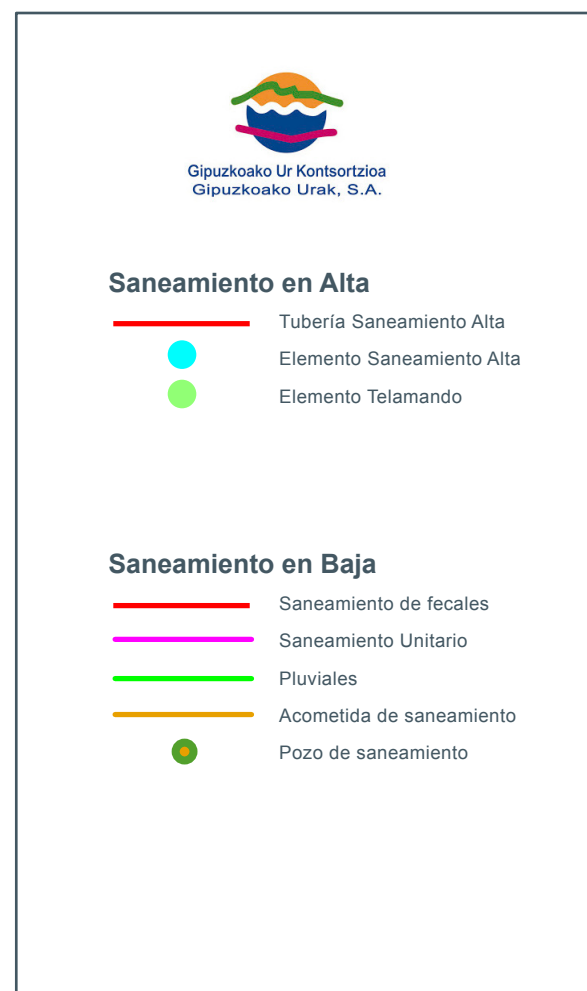 Gipuzkoako Ur Kontsortzioa
Gipuzkoako Urak, S.A.
Saneamiento en Alta
Tubería Saneamiento Alta
Elemento Saneamiento Alta
Elemento Telamando
Saneamiento en Baja
Saneamiento de fecales
Saneamiento Unitario
Pluviales
Acometida de saneamiento
Pozo de saneamiento